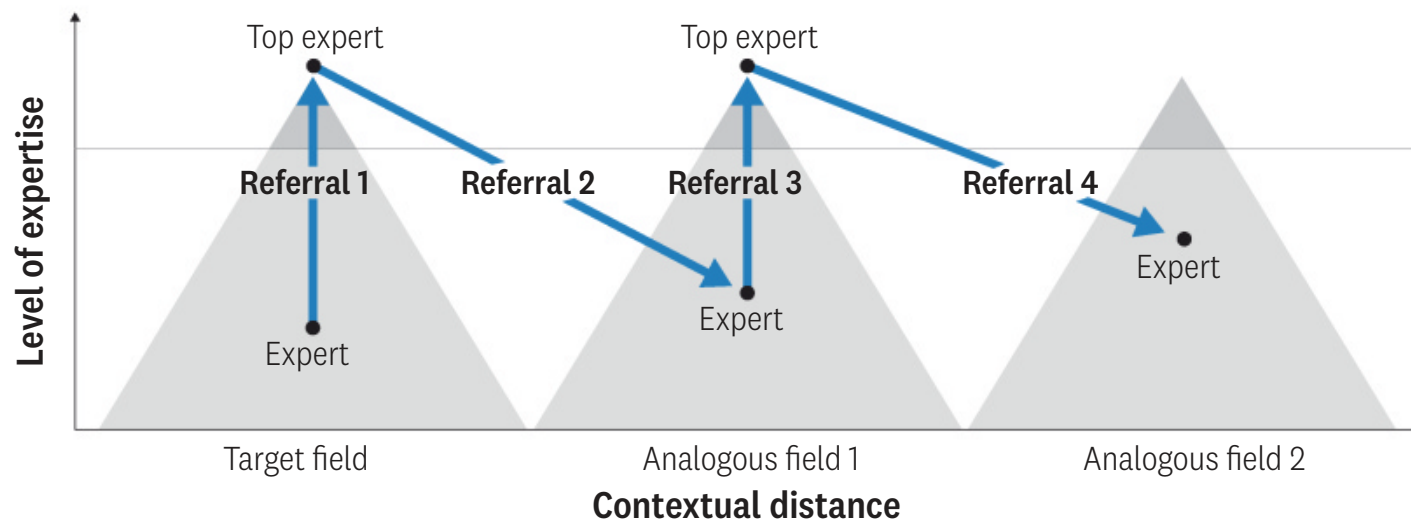 Top expert
Top expert
Level of expertise
Referral 1
Referral 2
Referral 3
Referral 4
Expert
Expert
Expert
Target field
Analogous field 1
Analogous field 2
Contextual distance